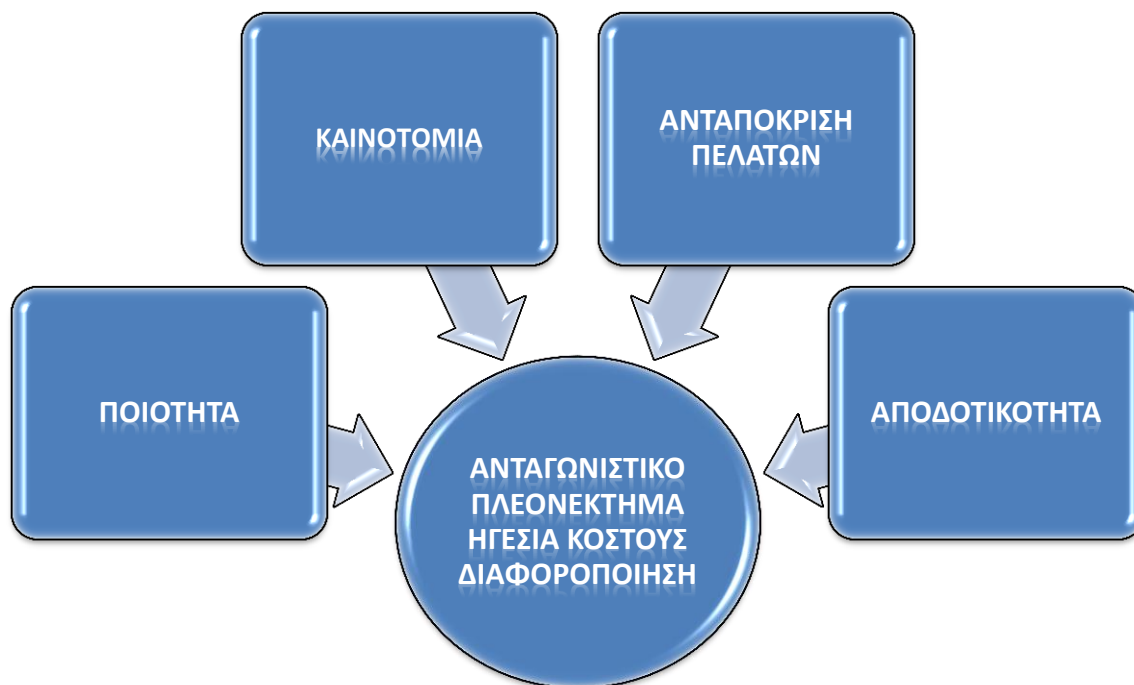 ΚΑΙΝΟΤΟΜΙΑ
ΑΝΤΑΠΟΚΡΙΣΗ
ΠΕΛΑΤΩΝ
ΠΟΙΟΤΗΤΑ
ΑΠΟΔΟΤΙΚΟΤΗΤΑ
ΑΝΤΑΓΩΝΙΣΤΙΚΟ
ΠΛΕΟΝΕΚΤΗΜΑ
ΗΓΕΣΙΑ ΚΟΣΤΟΥΣ
ΔΙΑΦΟΡΟΠΟΙΗΣΗ